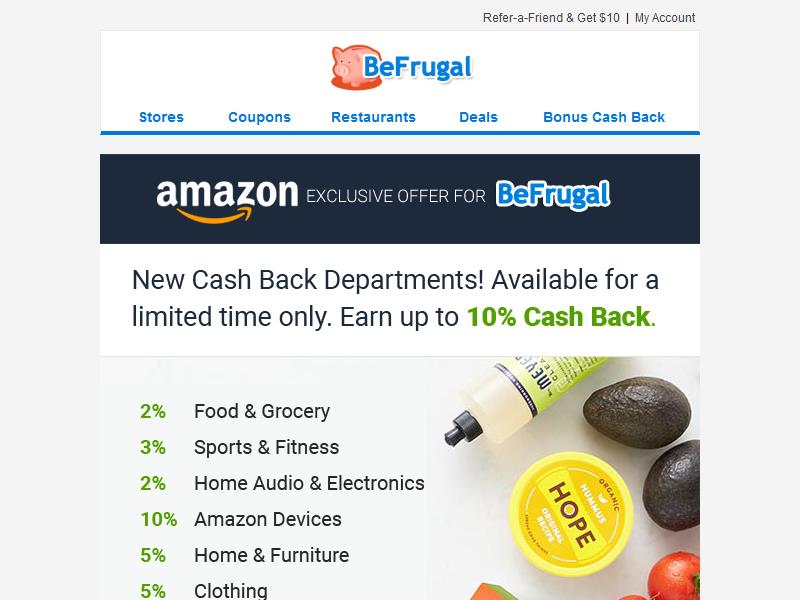 Refer-a-Friend & Get $10 | My Account
BeFrugal
Stores Coupons Restaurants Deals Bonus Cash Back
amazon EXCLUSIVE OFFER FOR BeFrugal
New Cash Back Departments! Available for a
limited time only. Earn up to 10% Cash Back.
2% Food & Grocery
3% Sports & Fitness
2% Home Audio & Electronics
10% Amazon Devices
5% Home & Furniture
5% Clothing
MEYER
CLEA
ORGANIC
HUMMUS
HOPE
ORIGINAL
RECIPE